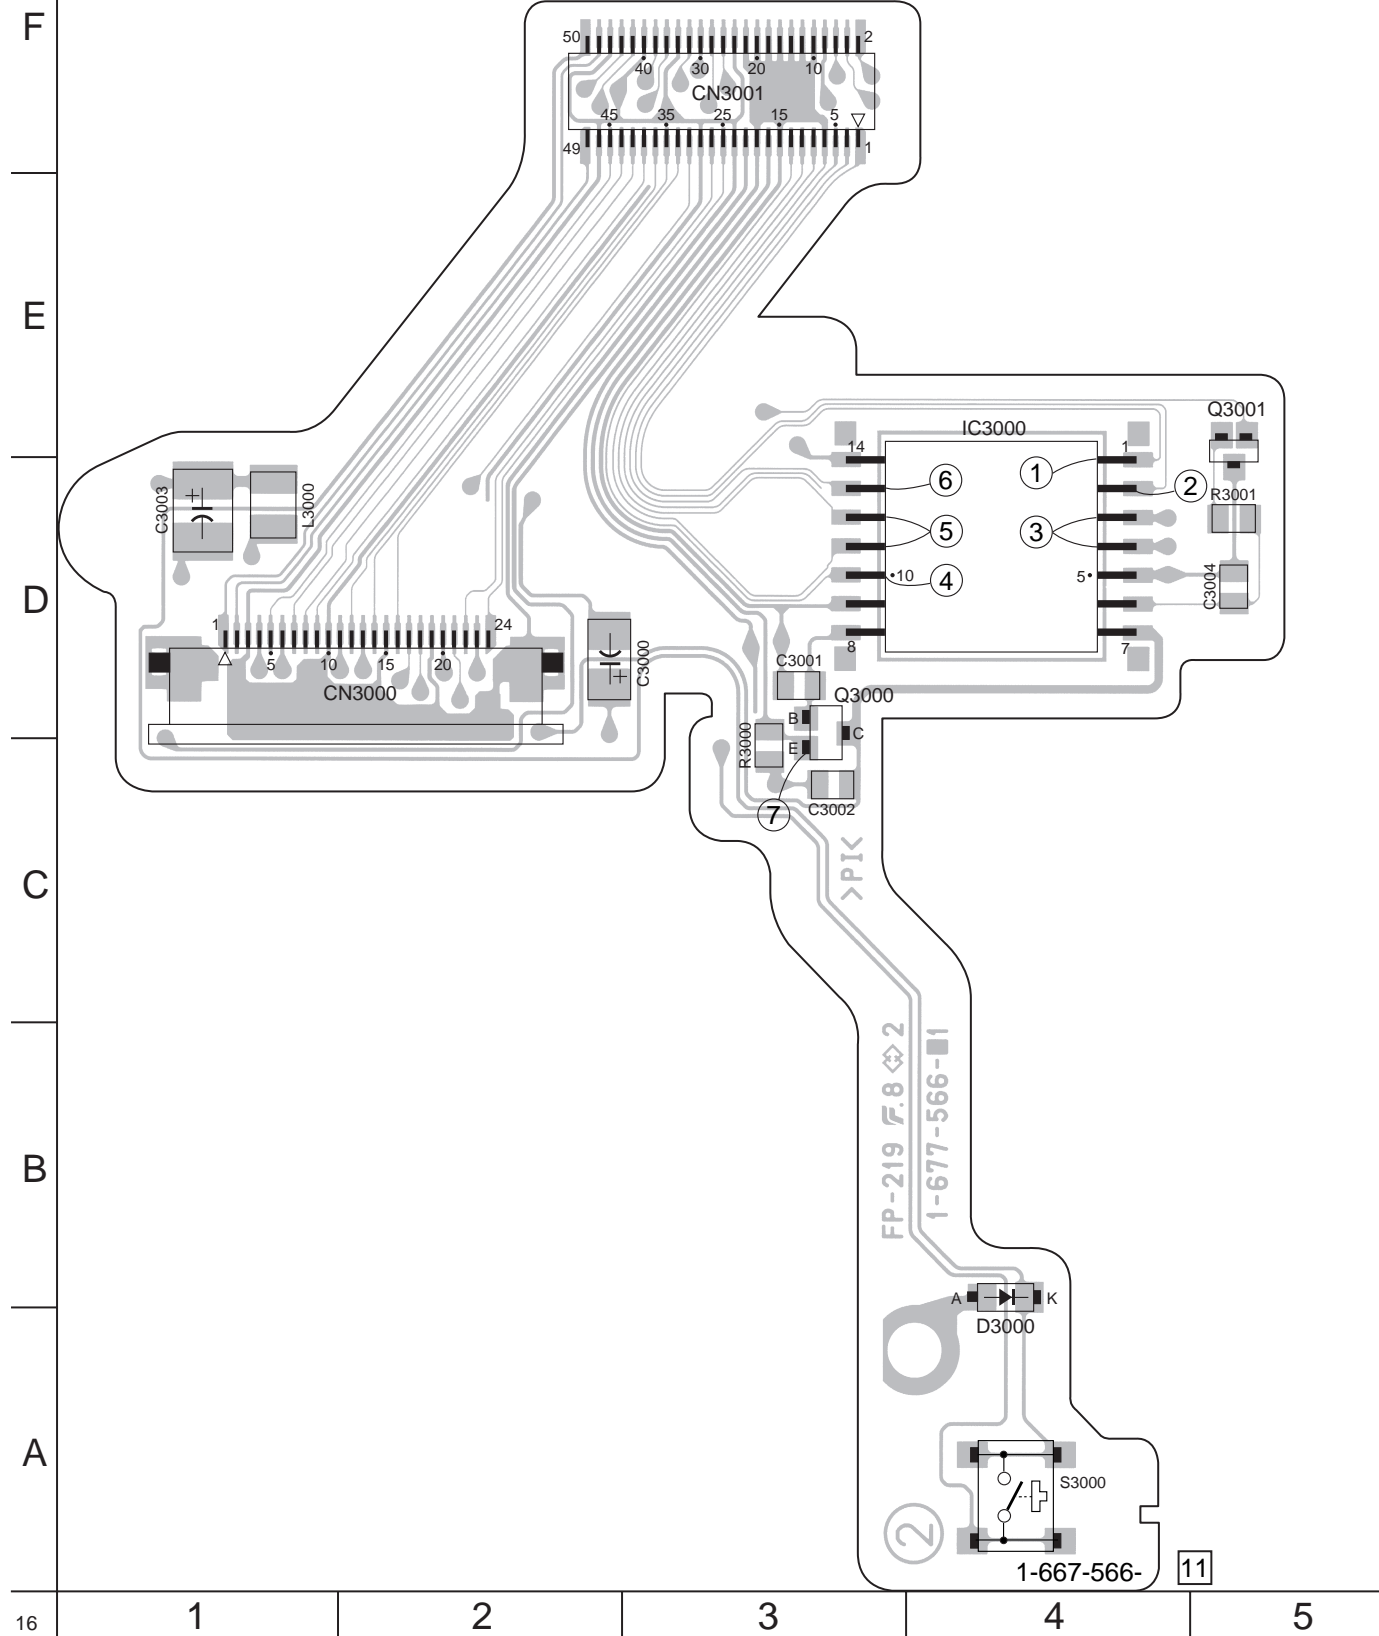 F
50
2
40
30
20
10
CN3001
45
35
25
15
5
49
1
E
Q3001
IC3000
14
1
6
1
2
C3003
L3000
R3001
5
3
10
4
5
C3004
D
1
24
8
7
5
10
15
20
C3000
C3001
CN3000
Q3000
B
C
R3000
E
7
C3002
>PI<
C
FP-219 F.8 2
1-677-566-■1
B
A
K
D3000
A
S3000
2
1-667-566-
11
16
1
2
3
4
5